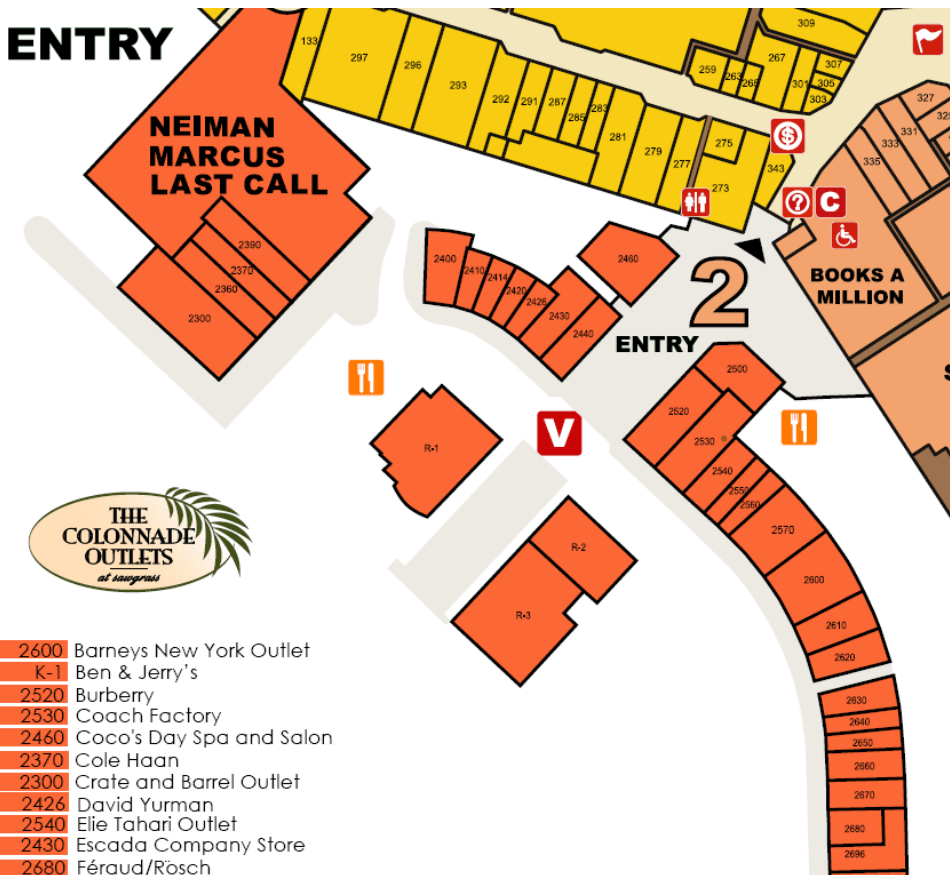 ENTRY
133
297
296
293
292
291
287
285
283
281
279
277
275
273
343
259
263
265
267
301
307
305
303
309
327
325
331
333
335
$
?
C
NEIMAN
MARCUS
LAST CALL
2390
2370
2360
2300
2400
2410
2414
2420
2426
2430
2440
2460
2
ENTRY
BOOKS A
MILLION
S
V
2500
2520
2530
2540
2550
2560
2570
2600
2610
2620
2630
2640
2650
2660
2670
2680
2696
R-1
R-2
R-3
THE
COLONNADE
OUTLETS
at sawgrass
2600 Barneys New York Outlet
K-1 Ben & Jerry's
2520 Burberry
2530 Coach Factory
2460 Coco's Day Spa and Salon
2370 Cole Haan
2300 Crate and Barrel Outlet
2426 David Yurman
2540 Elie Tahari Outlet
2430 Escada Company Store
2680 Féraud/Rösch